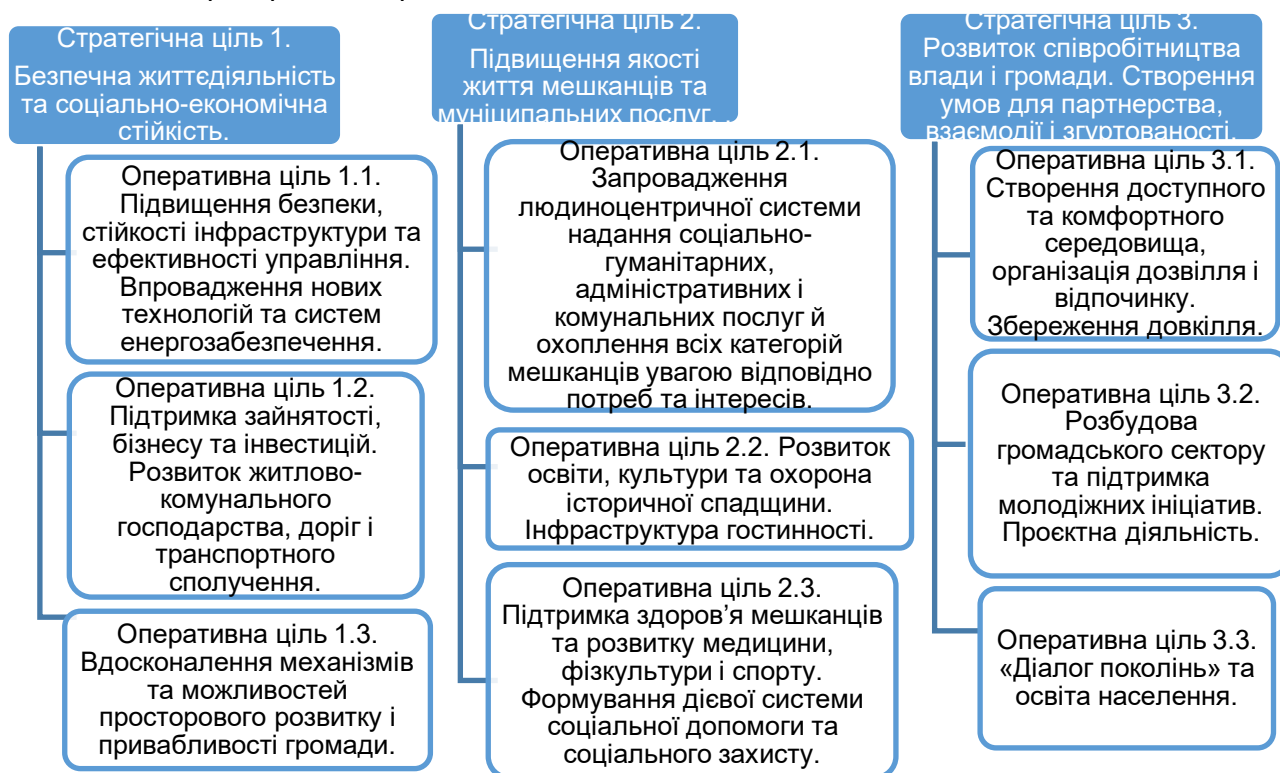 Стратегічна ціль 1.
Безпечна життєдіяльність
та соціально-економічна
стійкість.
Оперативна ціль 1.1.
Підвищення безпеки,
стійкості інфраструктури та
ефективності управління.
Впровадження нових
технологій та систем
енергозабезпечення.
Оперативна ціль 1.2.
Підтримка зайнятості,
бізнесу та інвестицій.
Розвиток житлово-
комунального
господарства, доріг і
транспортного
сполучення.
Оперативна ціль 1.3.
Вдосконалення механізмів
та можливостей
просторового розвитку і
привабливості громади.
Стратегічна ціль 2.
Підвищення якості
життя мешканців та
муніципальних послуг. .
Оперативна ціль 2.1.
Запровадження
людиноцентричної системи
надання соціально-
гуманітарних,
адміністративних і
комунальних послуг й
охоплення всіх категорій
мешканців увагою відповідно
потреб та інтересів.
Оперативна ціль 2.2. Розвиток
освіти, культури та охорона
історичної спадщини.
Інфраструктура гостинності.
Оперативна ціль 2.3.
Підтримка здоров’я мешканців
та розвитку медицини,
фізкультури і спорту.
Формування дієвої системи
соціальної допомоги та
соціального захисту.
Стратегічна ціль 3.
Розвиток співробітництва
влади і громади. Створення
умов для партнерства,
взаємодії і згуртованості.
Оперативна ціль 3.1.
Створення доступного
та комфортного
середовища,
організація дозвілля і
відпочинку.
Збереження довкілля.
Оперативна ціль 3.2.
Розбудова
громадського сектору
та підтримка
молодіжних ініціатив.
Проєктна діяльність.
Оперативна ціль 3.3.
«Діалог поколінь» та
освіта населення.